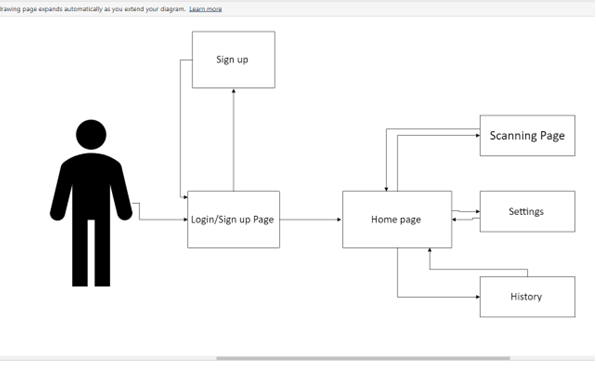 drawing page expands automatically as you extend your diagram. Learn more
Sign up
Scanning Page
Login/Sign up Page
Home page
Settings
History